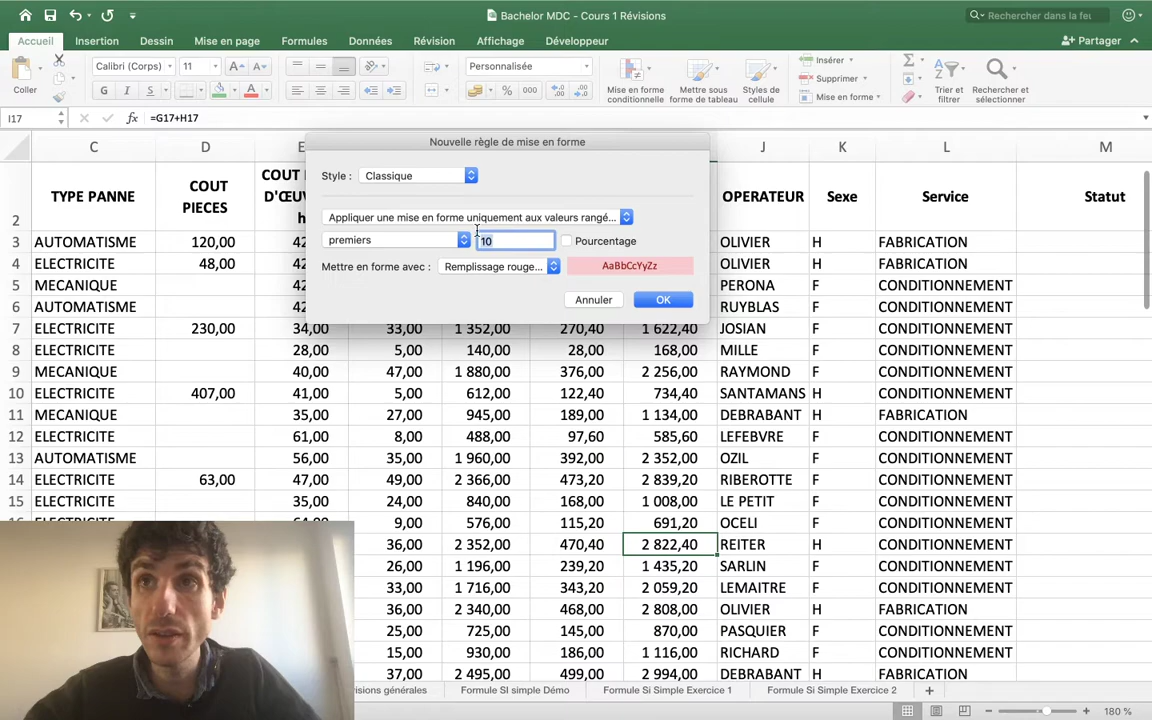 Bachelor MDC - Cours 1 Révisions
Rechercher dans la feu
Accueil Insertion Dessin Mise en page Formules Données Révision Affichage Développeur Partager
Coller
Calibri (Corps) 11
G I S A
Personnalisée
% 000
Mise en forme conditionnelle
Mettre sous forme de tableau
Styles de cellule
Insérer
Supprimer
Mise en forme
Trier et filtrer
Rechercher et sélectionner
I17 fx =G17+H17
Nouvelle règle de mise en forme
Style : Classique
Appliquer une mise en forme uniquement aux valeurs rangé...
premiers 10 Pourcentage
Mettre en forme avec : Remplissage rouge... AaBbCcYyZz
Annuler OK
C D E J K L M
2 TYPE PANNE COUT PIECES COUT D'ŒU OPERATEUR Sexe Service Statut
3 AUTOMATISME 120,00 42 OLIVIER H FABRICATION
4 ELECTRICITE 48,00 42 OLIVIER H FABRICATION
5 MECANIQUE 42 PERONA F CONDITIONNEMENT
6 AUTOMATISME 42 RUYBLAS F CONDITIONNEMENT
7 ELECTRICITE 230,00 34,00 33,00 1 352,00 270,40 1 622,40 JOSIAN F CONDITIONNEMENT
8 ELECTRICITE 28,00 5,00 140,00 28,00 168,00 MILLE F CONDITIONNEMENT
9 MECANIQUE 40,00 47,00 1 880,00 376,00 2 256,00 RAYMOND F CONDITIONNEMENT
10 ELECTRICITE 407,00 41,00 5,00 612,00 122,40 734,40 SANTAMANS H CONDITIONNEMENT
11 MECANIQUE 35,00 27,00 945,00 189,00 1 134,00 DEBRABANT H FABRICATION
12 ELECTRICITE 61,00 8,00 488,00 97,60 585,60 LEFEBVRE F CONDITIONNEMENT
13 AUTOMATISME 56,00 35,00 1 960,00 392,00 2 352,00 OZIL F CONDITIONNEMENT
14 ELECTRICITE 63,00 47,00 49,00 2 366,00 473,20 2 839,20 RIBEROTTE F CONDITIONNEMENT
15 ELECTRICITE 35,00 24,00 840,00 168,00 1 008,00 LE PETIT F CONDITIONNEMENT
9,00 576,00 115,20 691,20 OCELI F CONDITIONNEMENT
36,00 2 352,00 470,40 2 822,40 REITER H CONDITIONNEMENT
26,00 1 196,00 239,20 1 435,20 SARLIN F CONDITIONNEMENT
33,00 1 716,00 343,20 2 059,20 LEMAITRE F CONDITIONNEMENT
36,00 2 340,00 468,00 2 808,00 OLIVIER H FABRICATION
25,00 725,00 145,00 870,00 PASQUIER F CONDITIONNEMENT
15,00 930,00 186,00 1 116,00 RICHARD F CONDITIONNEMENT
37,00 2 495,00 499,00 2 994,00 DEBRABANT H FABRICATION
visions générales Formule SI simple Démo Formule Si Simple Exercice 1 Formule Si Simple Exercice 2
180 %